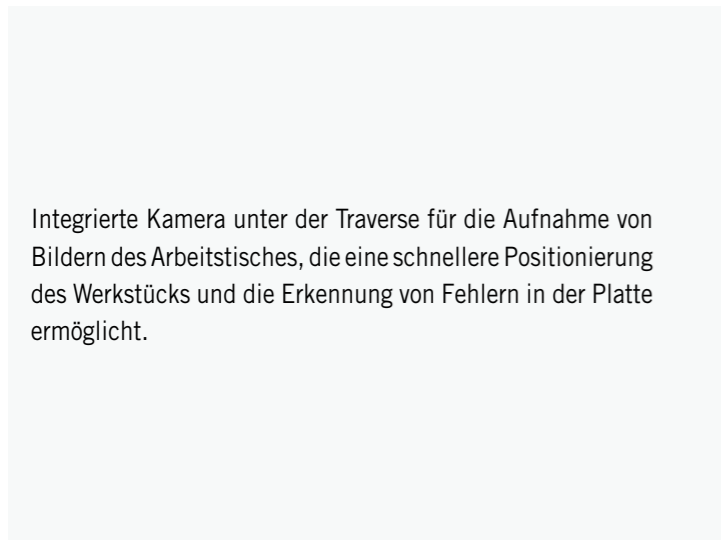 Integrierte Kamera unter der Traverse für die Aufnahme von
Bildern des Arbeitstisches, die eine schnellere Positionierung
des Werkstücks und die Erkennung von Fehlern in der Platte
ermöglicht.